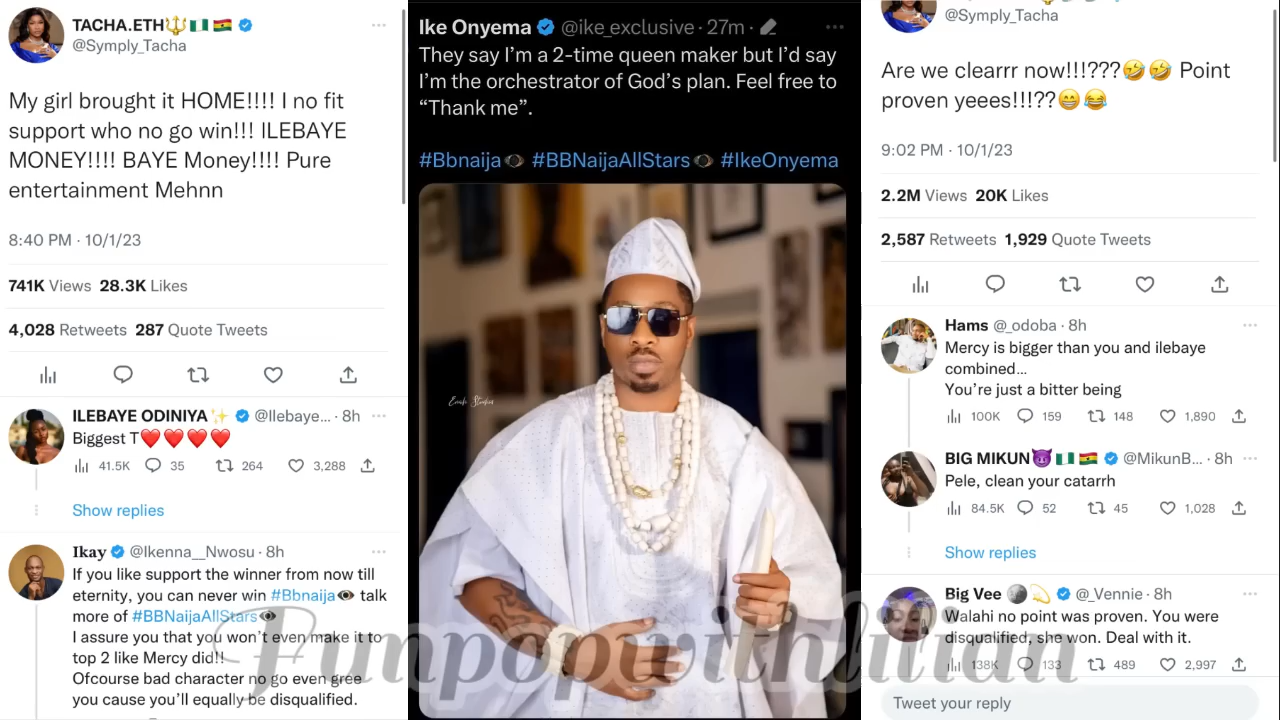 TACHA.ETH🔱🇳🇬🇬🇭
@Symply_Tacha
My girl brought it HOME!!!! I no fit
support who no go win!!! ILEBAYE
MONEY!!!! BAYE Money!!!! Pure
entertainment Mehnn
8:40 PM · 10/1/23
741K Views 28.3K Likes
4,028 Retweets 287 Quote Tweets
ILEBAYE ODINIYA✨ @Ilebaye... · 8h
Biggest T❤️❤️❤️❤️
41.5K 35 264 3,288
Show replies
Ikay @Ikenna__Nwosu · 8h
If you like support the winner from now till
eternity, you can never win #Bbnaija talk
more of #BBNaijaAllStars
I assure you that you won't even make it to
top 2 like Mercy did!!
Ofcourse bad character no go even gree
you cause you'll equally be disqualified.
Ike Onyema @ike_exclusive · 27m ·
They say I'm a 2-time queen maker but I'd say
I'm the orchestrator of God's plan. Feel free to
“Thank me”.
#Bbnaija #BBNaijaAllStars #IkeOnyema
@Symply_Tacha
Are we clearrr now!!!???🤣🤣 Point
proven yeees!!!??😁😂
9:02 PM · 10/1/23
2.2M Views 20K Likes
2,587 Retweets 1,929 Quote Tweets
Hams @_odoba · 8h
Mercy is bigger than you and ilebaye
combined...
You're just a bitter being
100K 159 148 1,890
BIG MIKUN😈🇳🇬🇬🇭 @MikunB... · 8h
Pele, clean your catarrh
84.5K 52 45 1,028
Show replies
Big Vee 🌖💫 @_Vennie · 8h
Walahi no point was proven. You were
disqualified, she won. Deal with it.
138K 133 489 2,997
Tweet your reply
Funpopwithlilian